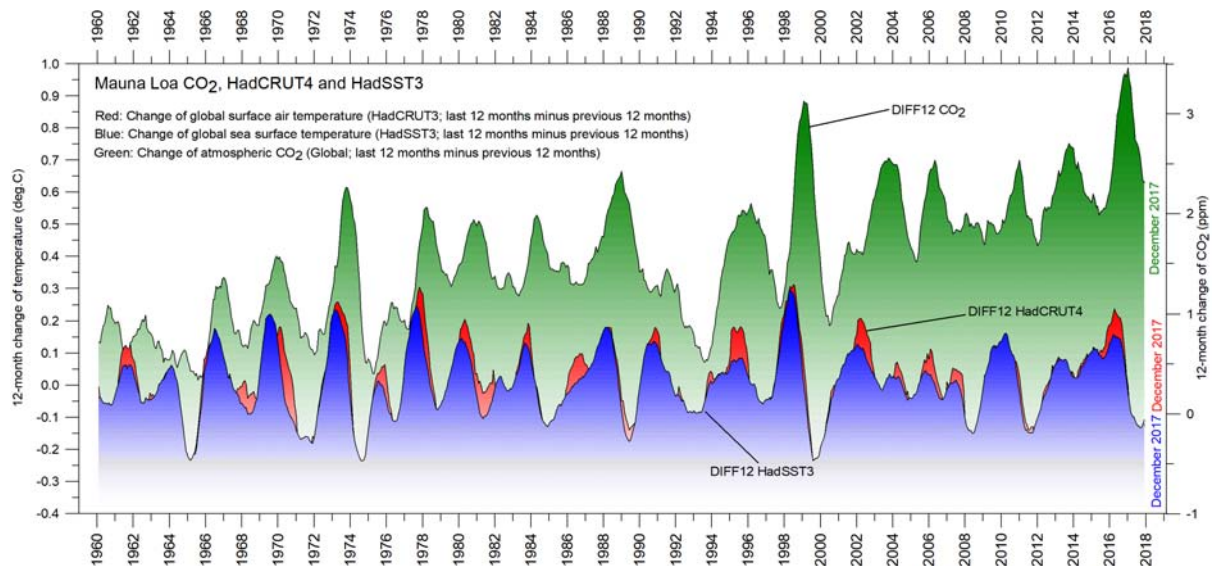 1960 1962 1964 1966 1968 1970 1972 1974 1976 1978 1980 1982 1984 1986 1988 1990 1992 1994 1996 1998 2000 2002 2004 2006 2008 2010 2012 2014 2016 2018
Mauna Loa CO2, HadCRUT4 and HadSST3
Red: Change of global surface air temperature (HadCRUT3; last 12 months minus previous 12 months)
Blue: Change of global sea surface temperature (HadSST3; last 12 months minus previous 12 months)
Green: Change of atmospheric CO2 (Global; last 12 months minus previous 12 months)
12-month change of temperature (deg.C)
1.0
0.9
0.8
0.7
0.6
0.5
0.4
0.3
0.2
0.1
0.0
-0.1
-0.2
-0.3
-0.4
DIFF12 CO2
DIFF12 HadCRUT4
DIFF12 HadSST3
December 2017
December 2017
December 2017
3
2
1
0
-1
12-month change of CO2 (ppm)
1960 1962 1964 1966 1968 1970 1972 1974 1976 1978 1980 1982 1984 1986 1988 1990 1992 1994 1996 1998 2000 2002 2004 2006 2008 2010 2012 2014 2016 2018